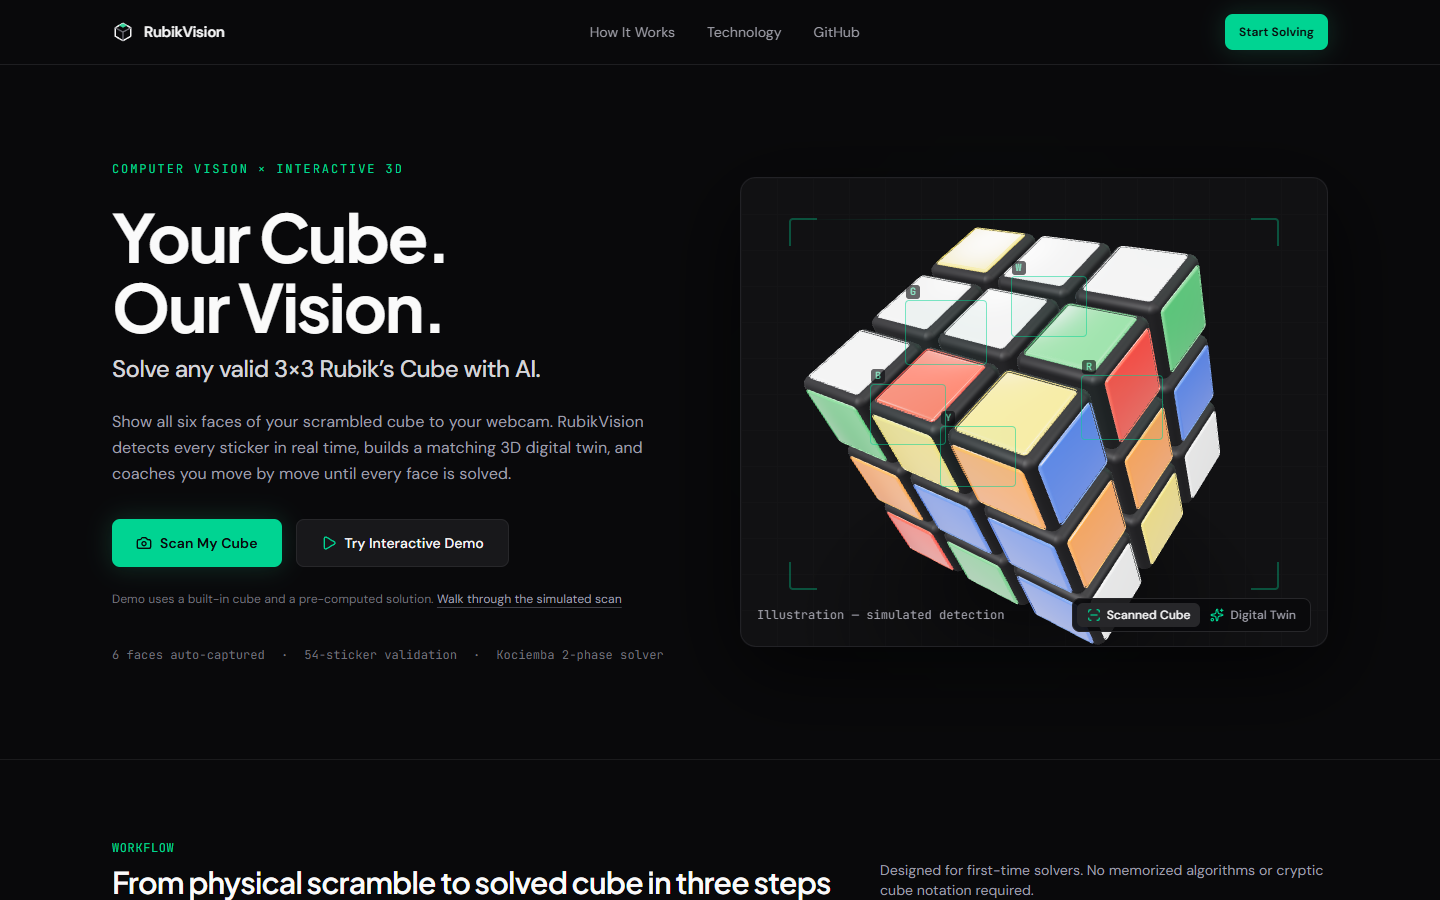 RubikVision
How It Works
Technology
GitHub
Start Solving
COMPUTER VISION × INTERACTIVE 3D
Your Cube.
Our Vision.
Solve any valid 3×3 Rubik’s Cube with AI.
Show all six faces of your scrambled cube to your webcam. RubikVision
detects every sticker in real time, builds a matching 3D digital twin, and
coaches you move by move until every face is solved.
Scan My Cube
Try Interactive Demo
Demo uses a built-in cube and a pre-computed solution. Walk through the simulated scan
6 faces auto-captured · 54-sticker validation · Kociemba 2-phase solver
W
G
R
B
Y
Illustration — simulated detection
Scanned Cube
Digital Twin
WORKFLOW
From physical scramble to solved cube in three steps
Designed for first-time solvers. No memorized algorithms or cryptic
cube notation required.